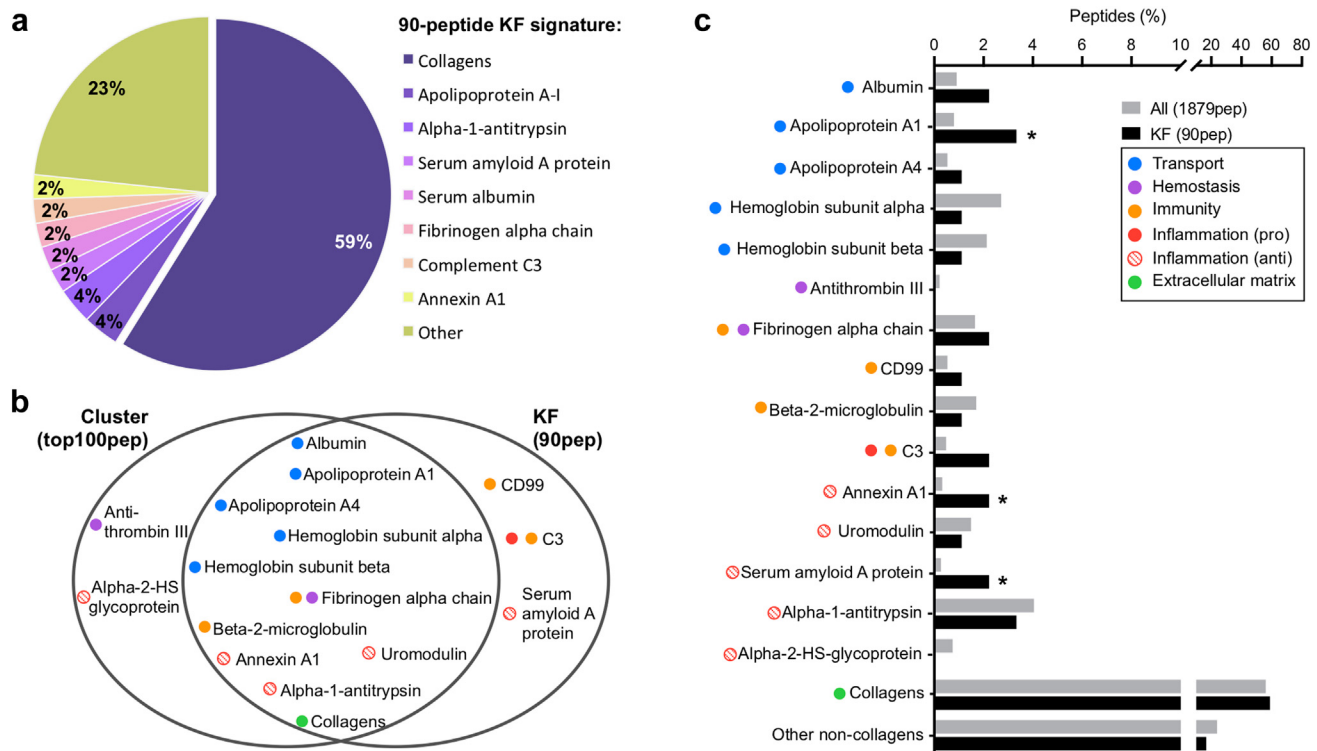 a
90-peptide KF signature:
Collagens
Apolipoprotein A-I
Alpha-1-antitrypsin
Serum amyloid A protein
Serum albumin
Fibrinogen alpha chain
Complement C3
Annexin A1
Other
23%
2%
2%
2%
2%
2%
4%
4%
59%
b
Cluster
(top100pep)
KF
(90pep)
Albumin
Apolipoprotein A1
Apolipoprotein A4
Hemoglobin subunit alpha
Hemoglobin subunit beta
Fibrinogen alpha chain
Beta-2-microglobulin
Annexin A1
Uromodulin
Alpha-1-antitrypsin
Collagens
Anti-
thrombin III
Alpha-2-HS
glycoprotein
CD99
C3
Serum
amyloid A
protein
c
Peptides (%)
0 2 4 6 8 10 20 40 60 80
Albumin
Apolipoprotein A1 *
Apolipoprotein A4
Hemoglobin subunit alpha
Hemoglobin subunit beta
Antithrombin III
Fibrinogen alpha chain
CD99
Beta-2-microglobulin
C3
Annexin A1 *
Uromodulin
Serum amyloid A protein *
Alpha-1-antitrypsin
Alpha-2-HS-glycoprotein
Collagens
Other non-collagens
All (1879pep)
KF (90pep)
Transport
Hemostasis
Immunity
Inflammation (pro)
Inflammation (anti)
Extracellular matrix